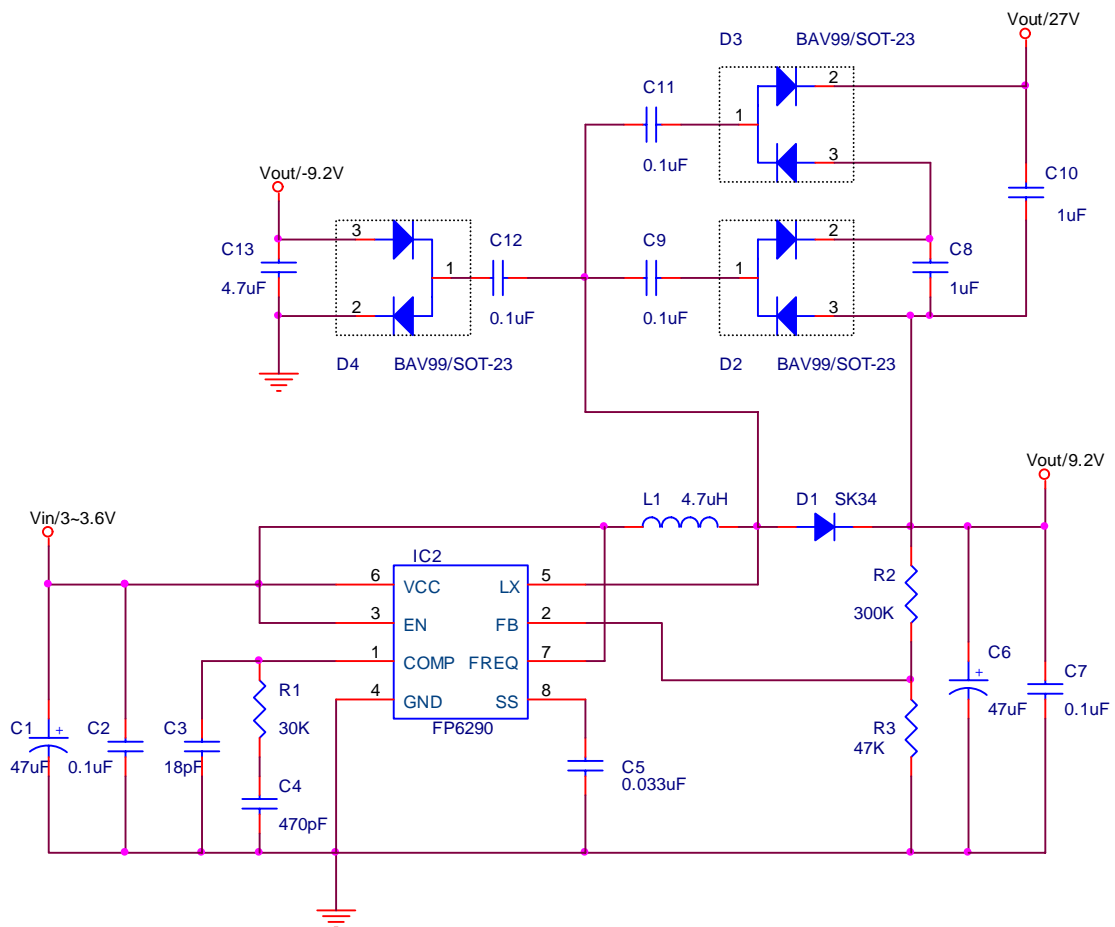 Vout/27V
D3 BAV99/SOT-23
C11
2
1
0.1uF
3
C10
1uF
Vout/-9.2V
C13
4.7uF
3
1
2
C12
0.1uF
C9
0.1uF
2
1
3
C8
1uF
D4 BAV99/SOT-23
D2 BAV99/SOT-23
Vout/9.2V
Vin/3~3.6V
L1 4.7uH
D1 SK34
IC2
6 VCC LX 5
3 EN FB 2
1 COMP FREQ 7
4 GND SS 8
FP6290
R2
300K
C6
+
47uF
C7
0.1uF
R3
47K
C1
+
47uF
C2
0.1uF
C3
18pF
R1
30K
C4
470pF
C5
0.033uF